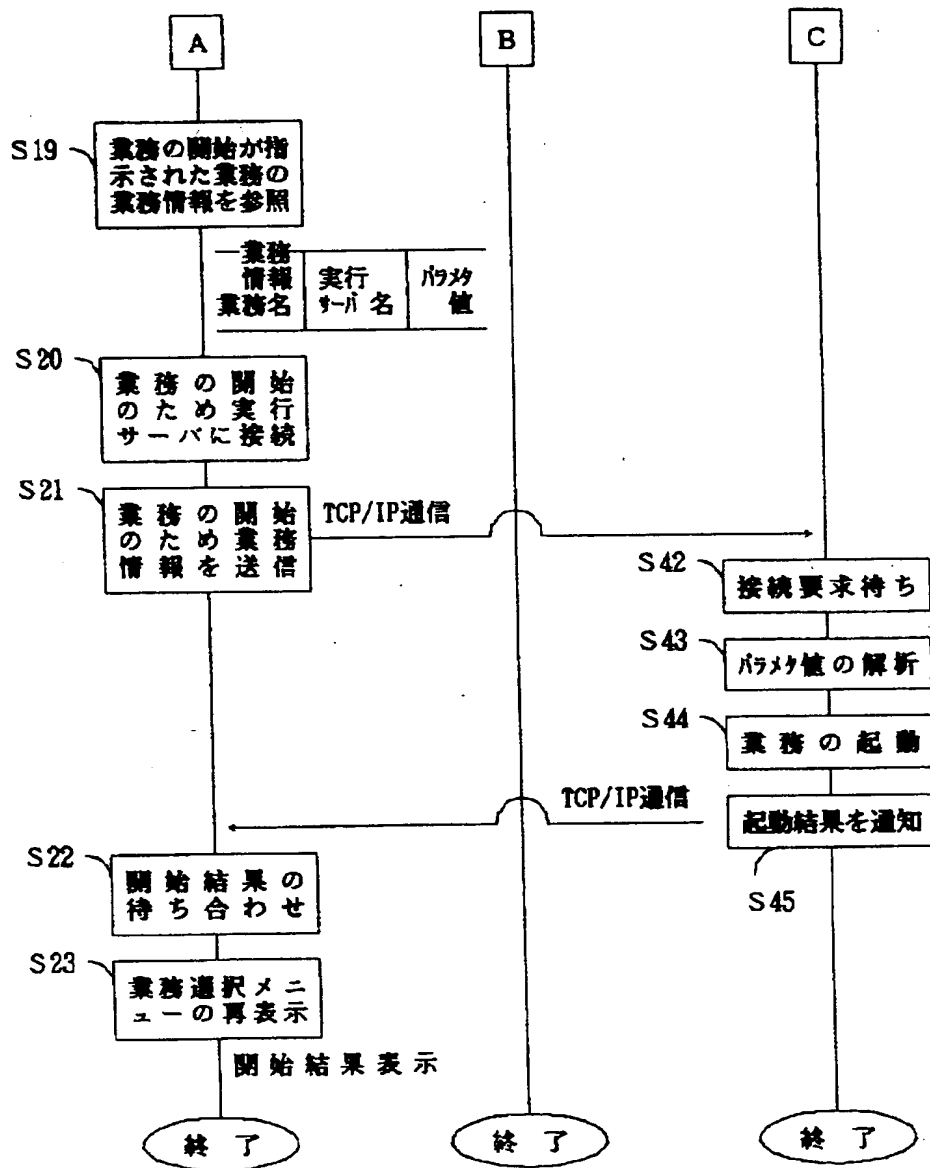 A
B
C
S19
業務の開始が指
示された業務の
業務情報を参照
業務
情報
業務名
実行
サーバ名
パラメタ
値
S20
業務の開始
のため実行
サーバに接続
S21
業務の開始
のため業務
情報を送信
TCP/IP通信
S42
接続要求待ち
S43
パラメタ値の解析
S44
業務の起動
TCP/IP通信
起動結果を通知
S45
S22
開始結果の
待ち合わせ
S23
業務選択メニ
ューの再表示
開始結果表示
終了
終了
終了